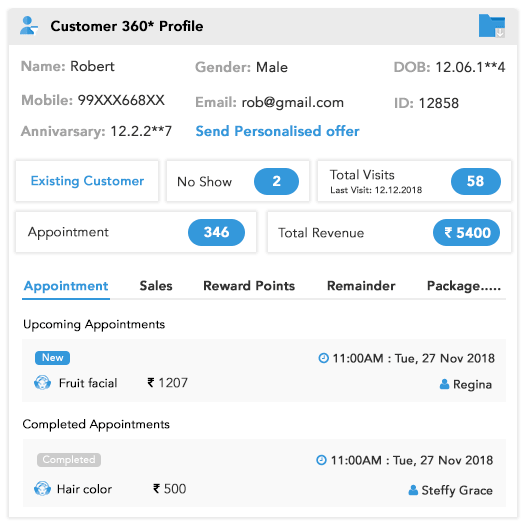 Customer 360* Profile
Name: Robert Gender: Male DOB: 12.06.1**4
Mobile: 99XXX668XX Email: rob@gmail.com ID: 12858
Annivarsary: 12.2.2**7 Send Personalised offer
Existing Customer No Show 2 Total Visits 58
Last Visit: 12.12.2018
Appointment 346 Total Revenue ₹ 5400
Appointment Sales Reward Points Remainder Package.....
Upcoming Appointments
New 11:00AM : Tue, 27 Nov 2018
Fruit facial ₹ 1207 Regina
Completed Appointments
Completed 11:00AM : Tue, 27 Nov 2018
Hair color ₹ 500 Steffy Grace